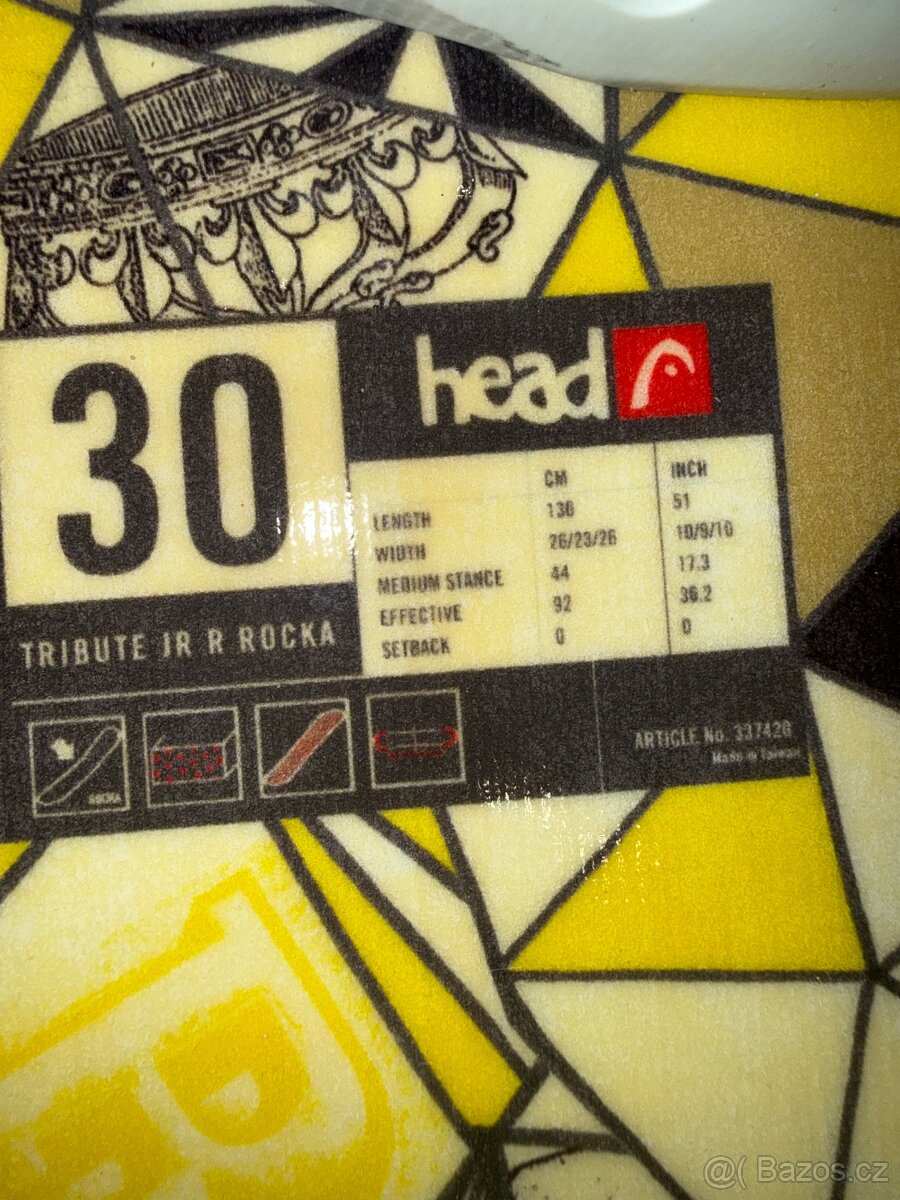 head
30
CM INCH
LENGTH 130 51
WIDTH 26/23/26 10/9/10
MEDIUM STANCE 44 17.3
EFFECTIVE 92 36.2
SETBACK 0 0
TRIBUTE JR R ROCKA
ROCKA
ARTICLE No. 337420
Made in Taiwan
@( Bazos.cz